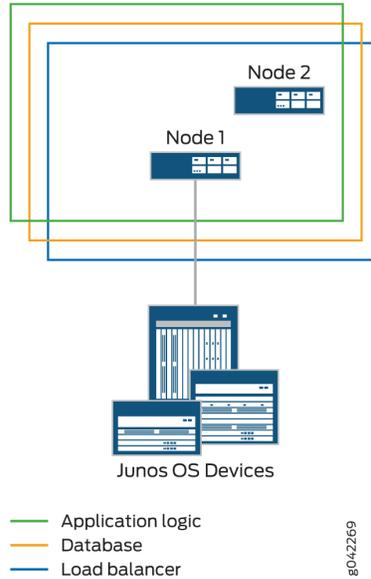 Node 2
Node 1
Junos OS Devices
Application logic
Database
Load balancer
g042269